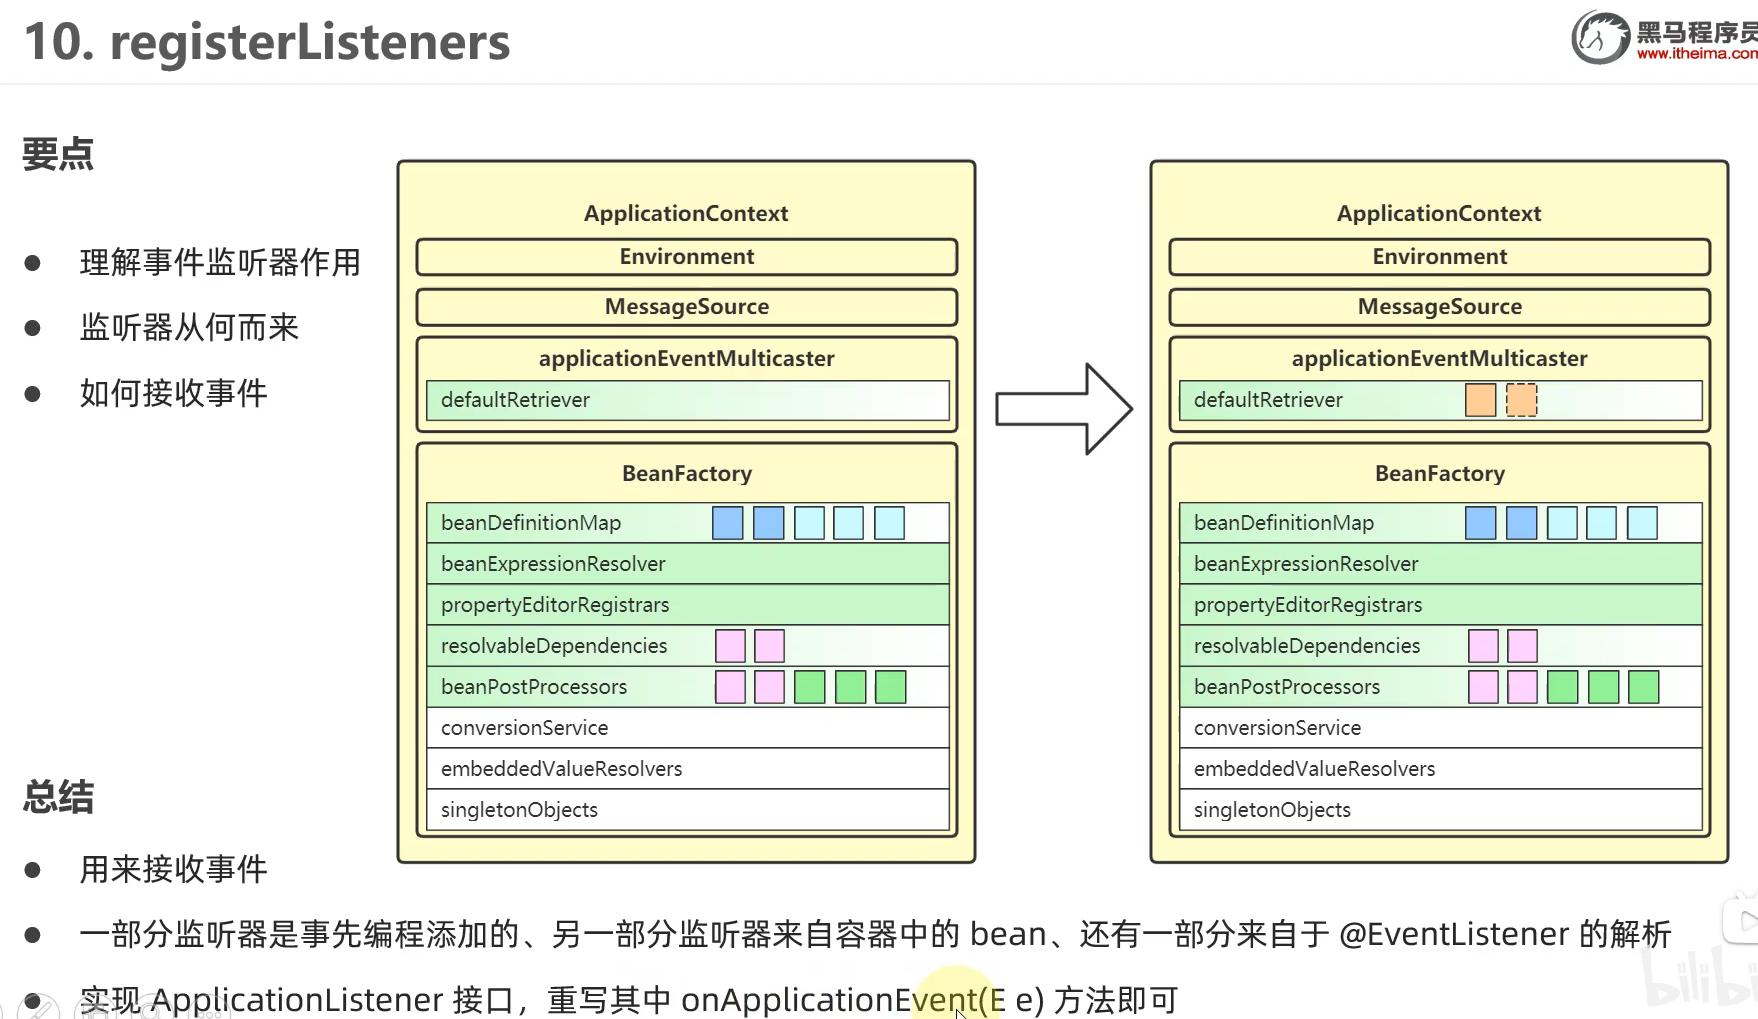 10. registerListeners
黑马程序员
www.itheima.com
要点
理解事件监听器作用
监听器从何而来
如何接收事件
ApplicationContext
Environment
MessageSource
applicationEventMulticaster
defaultRetriever
BeanFactory
beanDefinitionMap
beanExpressionResolver
propertyEditorRegistrars
resolvableDependencies
beanPostProcessors
conversionService
embeddedValueResolvers
singletonObjects
ApplicationContext
Environment
MessageSource
applicationEventMulticaster
defaultRetriever
BeanFactory
beanDefinitionMap
beanExpressionResolver
propertyEditorRegistrars
resolvableDependencies
beanPostProcessors
conversionService
embeddedValueResolvers
singletonObjects
总结
用来接收事件
一部分监听器是事先编程添加的、另一部分监听器来自容器中的 bean、还有一部分来自于 @EventListener 的解析
实现 ApplicationListener 接口，重写其中 onApplicationEvent(E e) 方法即可